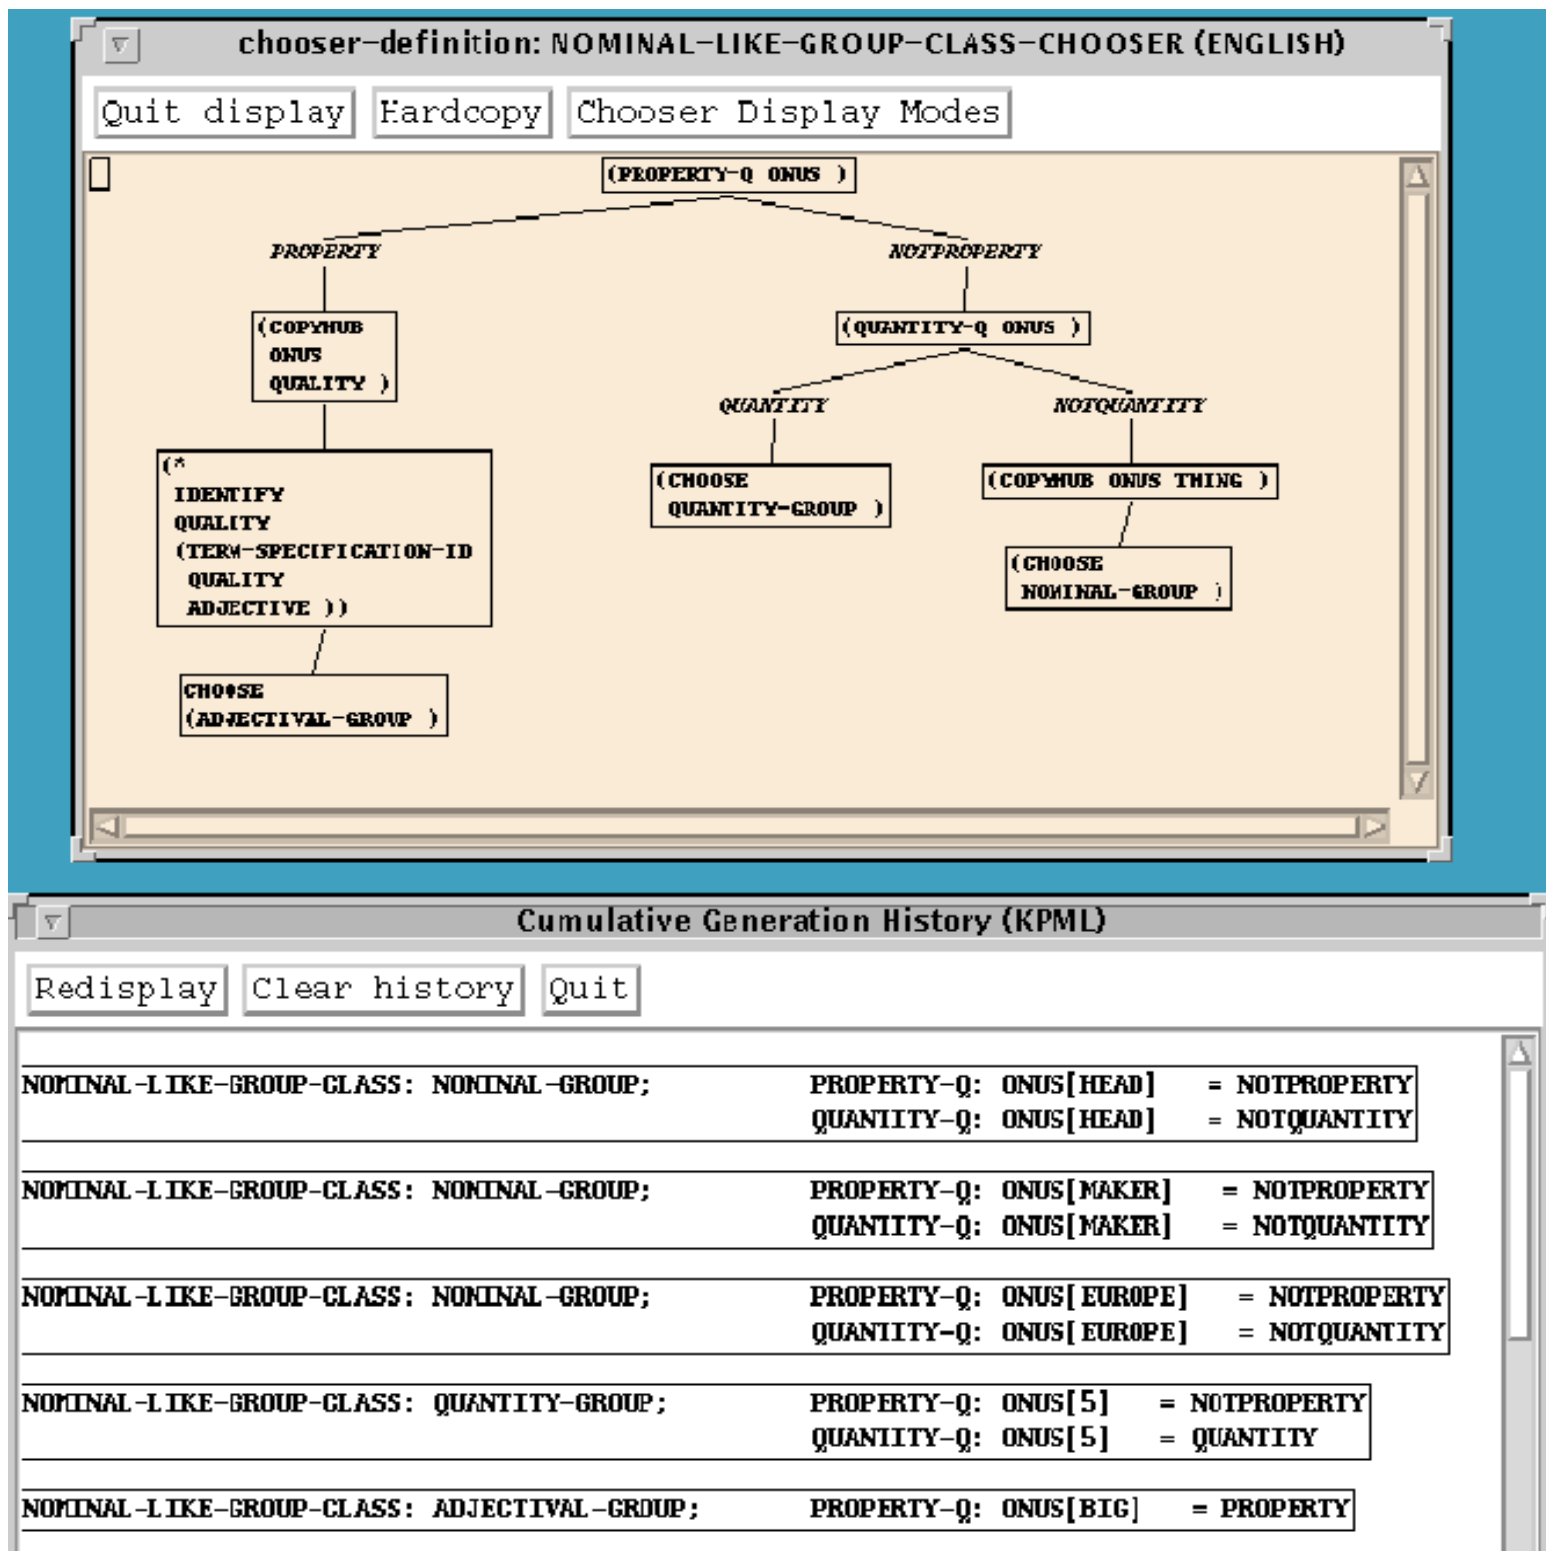 chooser-definition: NOMINAL-LIKE-GROUP-CLASS-CHOOSER (ENGLISH)
Quit display Hardcopy Chooser Display Modes
(PROPERTY-Q ONUS )
PROPERTY NOTPROPERTY
(COPYHUB
ONUS
QUALITY )
(QUANTITY-Q ONUS )
QUANTITY NOTQUANTITY
(*
IDENTIFY
QUALITY
(TERM-SPECIFICATION-ID
QUALITY
ADJECTIVE ))
(CHOOSE
QUANTITY-GROUP )
(COPYHUB ONUS THING )
(CHOOSE
NOMINAL-GROUP )
CHOOSE
(ADJECTIVAL-GROUP )
Cumulative Generation History (KPML)
Redisplay Clear history Quit
NOMINAL-LIKE-GROUP-CLASS: NOMINAL-GROUP; PROPERTY-Q: ONUS[HEAD] = NOTPROPERTY
QUANTITY-Q: ONUS[HEAD] = NOTQUANTITY
NOMINAL-LIKE-GROUP-CLASS: NOMINAL-GROUP; PROPERTY-Q: ONUS[MAKER] = NOTPROPERTY
QUANTITY-Q: ONUS[MAKER] = NOTQUANTITY
NOMINAL-LIKE-GROUP-CLASS: NOMINAL-GROUP; PROPERTY-Q: ONUS[EUROPE] = NOTPROPERTY
QUANTITY-Q: ONUS[EUROPE] = NOTQUANTITY
NOMINAL-LIKE-GROUP-CLASS: QUANTITY-GROUP; PROPERTY-Q: ONUS[5] = NOTPROPERTY
QUANTITY-Q: ONUS[5] = QUANTITY
NOMINAL-LIKE-GROUP-CLASS: ADJECTIVAL-GROUP; PROPERTY-Q: ONUS[BIG] = PROPERTY